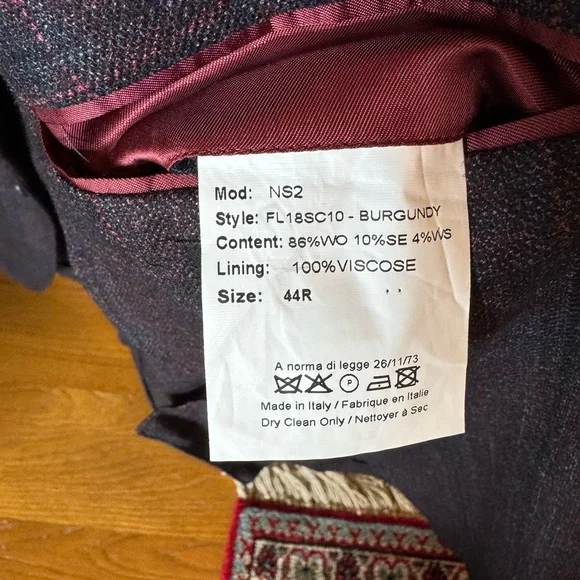 Mod: NS2
Style: FL18SC10 - BURGUNDY
Content: 86%WO 10%SE 4%WS
Lining: 100%VISCOSE
Size: 44R
A norma di legge 26/11/73
P
Made in Italy / Fabrique en Italie
Dry Clean Only / Nettoyer à Sec